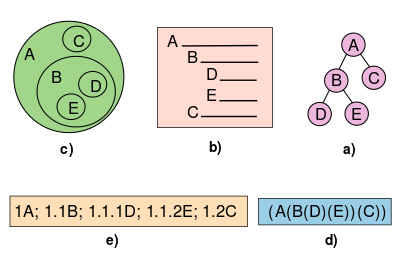 A
C
B
D
E
c)
A
B
D
E
C
b)
A
B
C
D
E
a)
1A; 1.1B; 1.1.1D; 1.1.2E; 1.2C
e)
(A(B(D)(E))(C))
d)